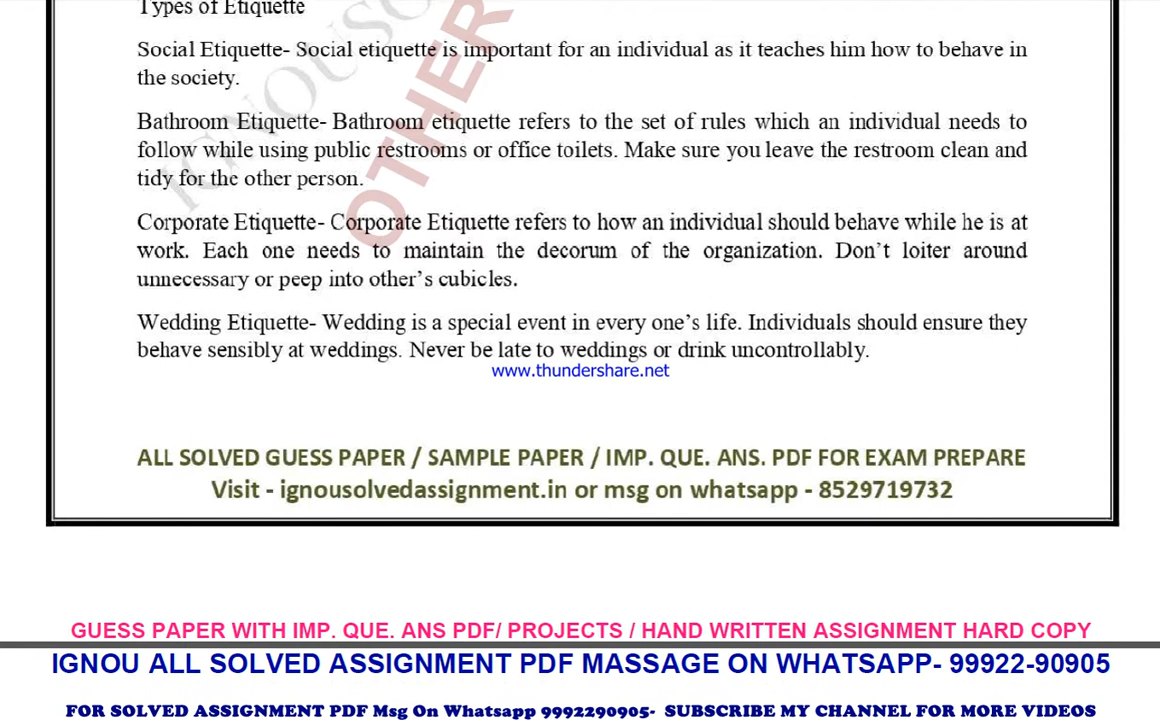 Types of Etiquette
Social Etiquette- Social etiquette is important for an individual as it teaches him how to behave in
the society.
Bathroom Etiquette- Bathroom etiquette refers to the set of rules which an individual needs to
follow while using public restrooms or office toilets. Make sure you leave the restroom clean and
tidy for the other person.
Corporate Etiquette- Corporate Etiquette refers to how an individual should behave while he is at
work. Each one needs to maintain the decorum of the organization. Don't loiter around
unnecessary or peep into other's cubicles.
Wedding Etiquette- Wedding is a special event in every one's life. Individuals should ensure they
behave sensibly at weddings. Never be late to weddings or drink uncontrollably.
www.thundershare.net
IGNOUSO
OTHER
ALL SOLVED GUESS PAPER / SAMPLE PAPER / IMP. QUE. ANS. PDF FOR EXAM PREPARE
Visit - ignousolvedassignment.in or msg on whatsapp - 8529719732
GUESS PAPER WITH IMP. QUE. ANS PDF/ PROJECTS / HAND WRITTEN ASSIGNMENT HARD COPY
IGNOU ALL SOLVED ASSIGNMENT PDF MASSAGE ON WHATSAPP- 99922-90905
FOR SOLVED ASSIGNMENT PDF Msg On Whatsapp 9992290905- SUBSCRIBE MY CHANNEL FOR MORE VIDEOS